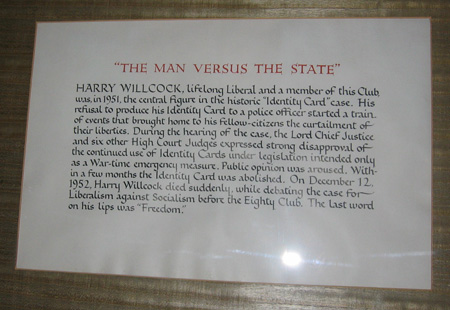 "THE MAN VERSUS THE STATE"
HARRY WILLCOCK, lifelong Liberal and a member of this Club,
was, in 1951, the central figure in the historic "Identity Card" case. His
refusal to produce his Identity Card to a police officer started a train
of events that brought home to his fellow-citizens the curtailment of
their liberties. During the hearing of the case, the Lord Chief Justice
and six other High Court Judges expressed strong disapproval of
the continued use of Identity Cards under legislation intended only
as a War-time emergency measure. Public opinion was aroused. With-
in a few months the Identity Card was abolished. On December 12,
1952, Harry Willcock died suddenly, while debating the case for
Liberalism against Socialism before the Eighty Club. The last word
on his lips was "Freedom."